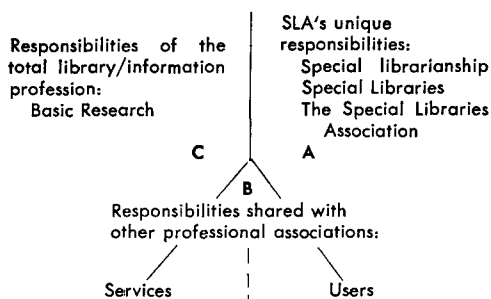 Responsibilities of the
total library/information
profession:
Basic Research
C
SLA's unique
responsibilities:
Special librarianship
Special Libraries
The Special Libraries
Association
A
B
Responsibilities shared with
other professional associations:
Services
Users